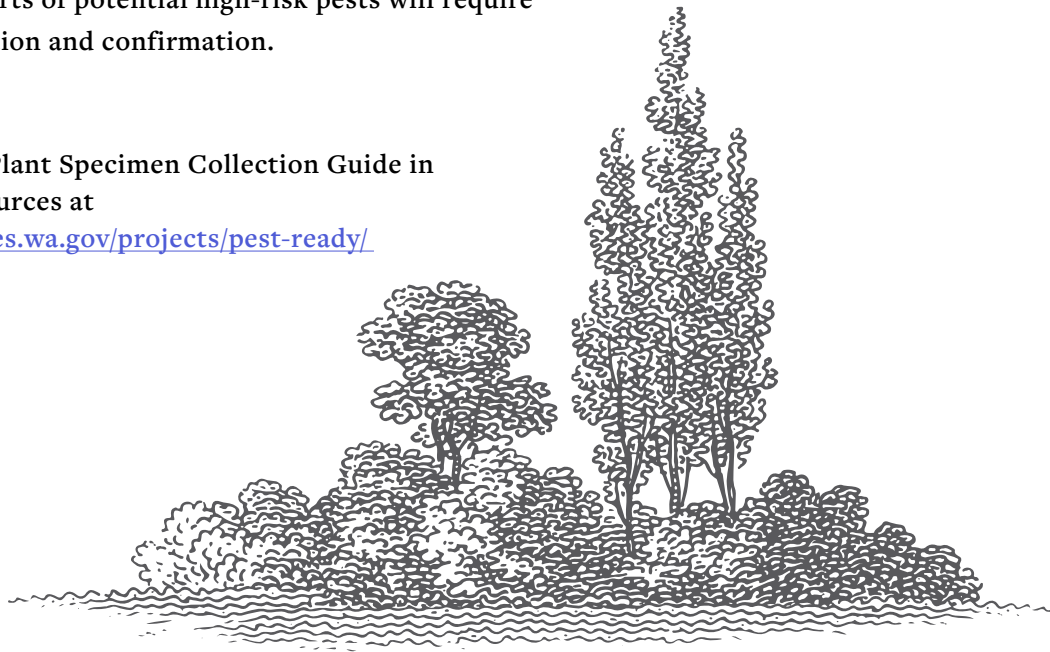 rts of potential high-risk pests will require
ion and confirmation.
Plant Specimen Collection Guide in
urces at
es.wa.gov/projects/pest-ready/